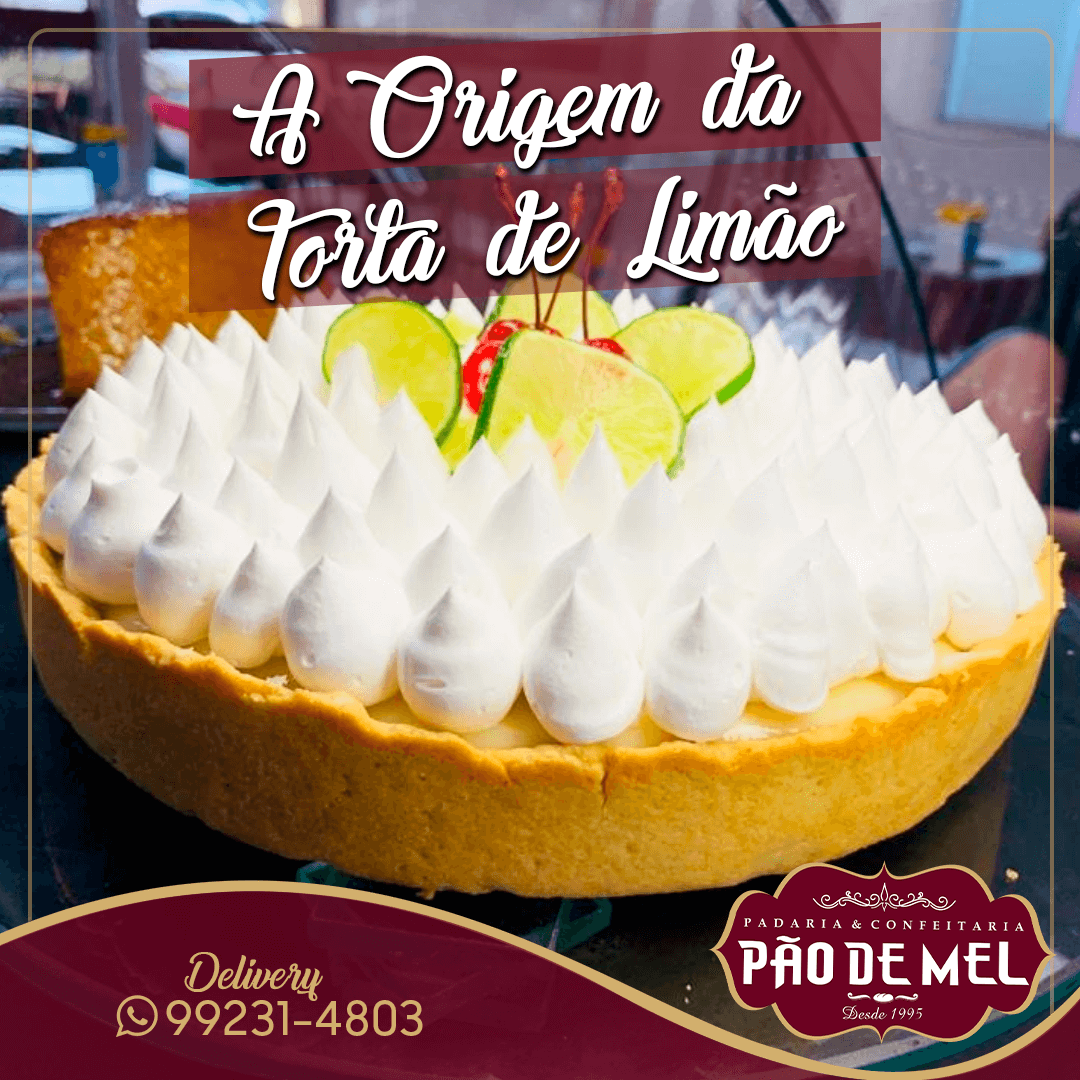 A Origem da
Torta de Limão
Delivery
99231-4803
PADARIA & CONFEITARIA
PÃO DE MEL
Desde 1995